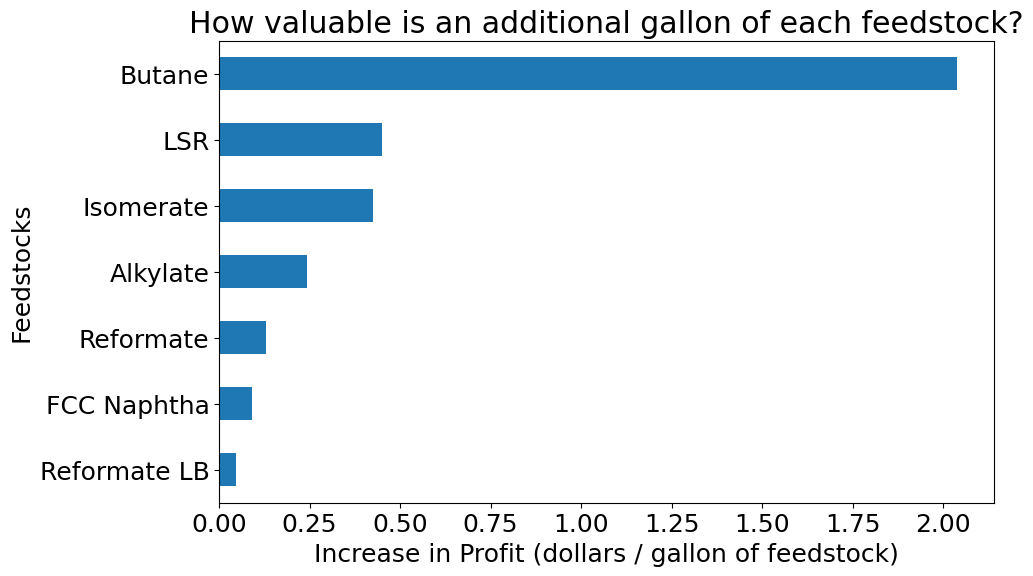 How valuable is an additional gallon of each feedstock?
Feedstocks
Butane
LSR
Isomerate
Alkylate
Reformate
FCC Naphtha
Reformate LB
0.00 0.25 0.50 0.75 1.00 1.25 1.50 1.75 2.00
Increase in Profit (dollars / gallon of feedstock)